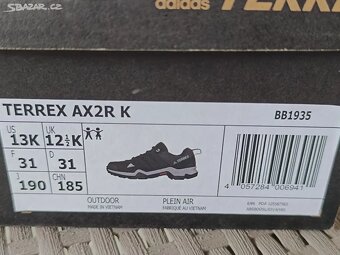 SBAZAR.CZ
adidas TERREX
TERREX AX2R K
BB1935
US UK
13K 12½K
F D
31 31
J CHN
190 185
4 057284 006941
OUTDOOR PLEIN AIR
MADE IN VIETNAM FABRIQUÉ AU VIETNAM